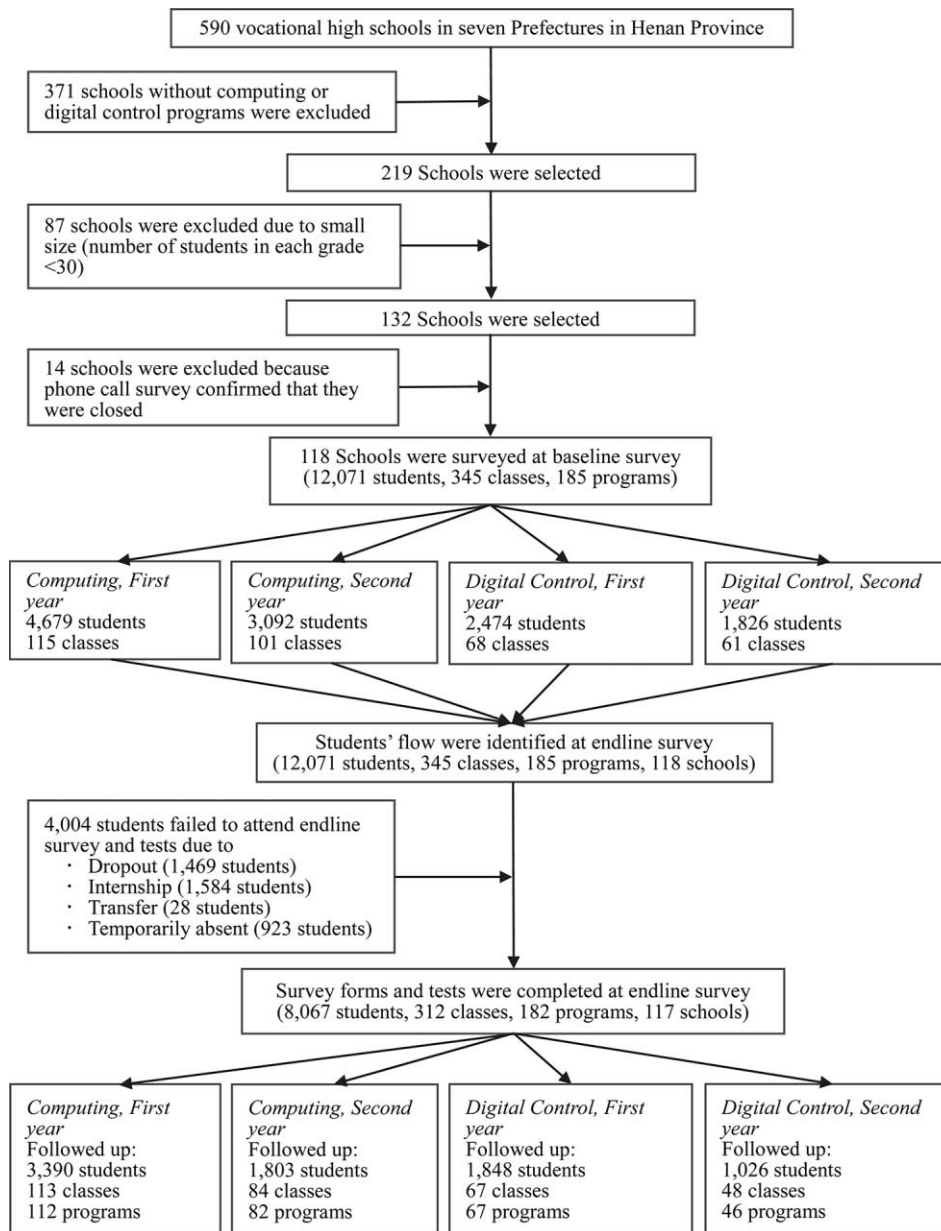 590 vocational high schools in seven Prefectures in Henan Province
371 schools without computing or
digital control programs were excluded
219 Schools were selected
87 schools were excluded due to small
size (number of students in each grade
<30)
132 Schools were selected
14 schools were excluded because
phone call survey confirmed that they
were closed
118 Schools were surveyed at baseline survey
(12,071 students, 345 classes, 185 programs)
Computing, First
year
4,679 students
115 classes
Computing, Second
year
3,092 students
101 classes
Digital Control, First
year
2,474 students
68 classes
Digital Control, Second
year
1,826 students
61 classes
Students’ flow were identified at endline survey
(12,071 students, 345 classes, 185 programs, 118 schools)
4,004 students failed to attend endline
survey and tests due to
· Dropout (1,469 students)
· Internship (1,584 students)
· Transfer (28 students)
· Temporarily absent (923 students)
Survey forms and tests were completed at endline survey
(8,067 students, 312 classes, 182 programs, 117 schools)
Computing, First
year
Followed up:
3,390 students
113 classes
112 programs
Computing, Second
year
Followed up:
1,803 students
84 classes
82 programs
Digital Control, First
year
Followed up:
1,848 students
67 classes
67 programs
Digital Control, Second
year
Followed up:
1,026 students
48 classes
46 programs